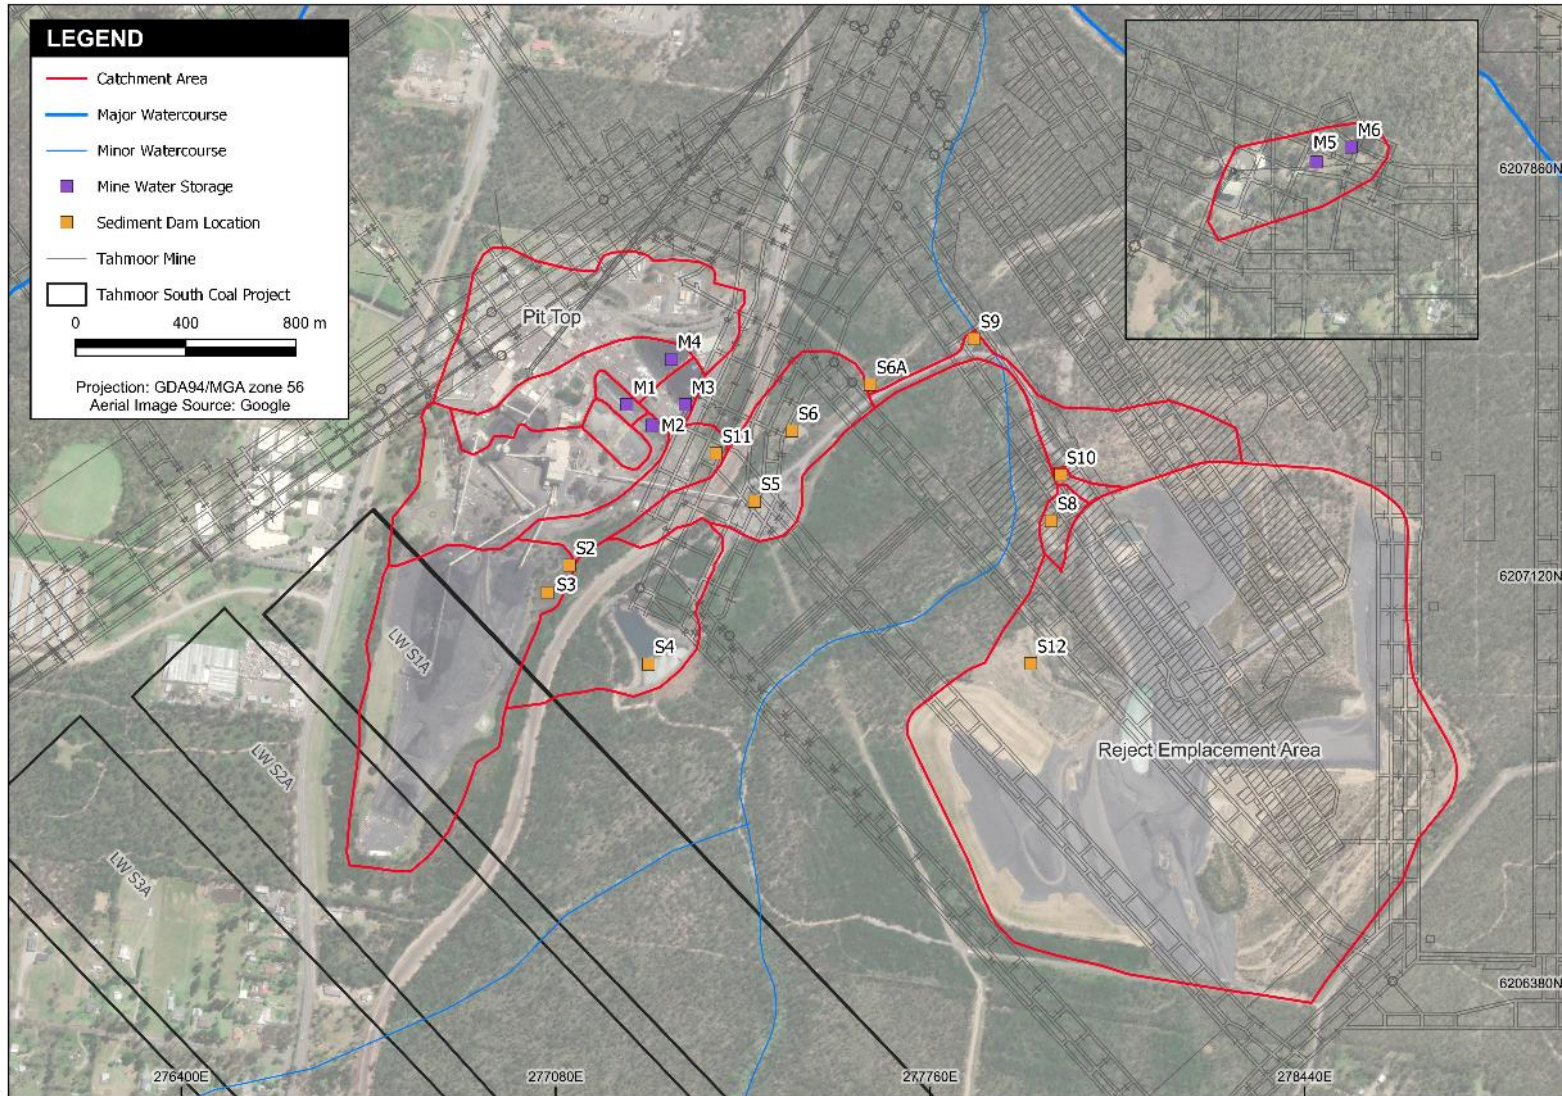 LEGEND
Catchment Area
Major Watercourse
Minor Watercourse
Mine Water Storage
Sediment Dam Location
Tahmoor Mine
Tahmoor South Coal Project
0 400 800 m
Projection: GDA94/MGA zone 56
Aerial Image Source: Google
M6
M5
6207860N
Pit Top
S9
M4
S6A
M1
M3
M2
S6
S11
S10
S5
S8
S2
S3
6207120N
LW S1A
S4
S12
Reject Emplacement Area
LW S2A
LW S3A
6206380N
276400E
277080E
277760E
278440E